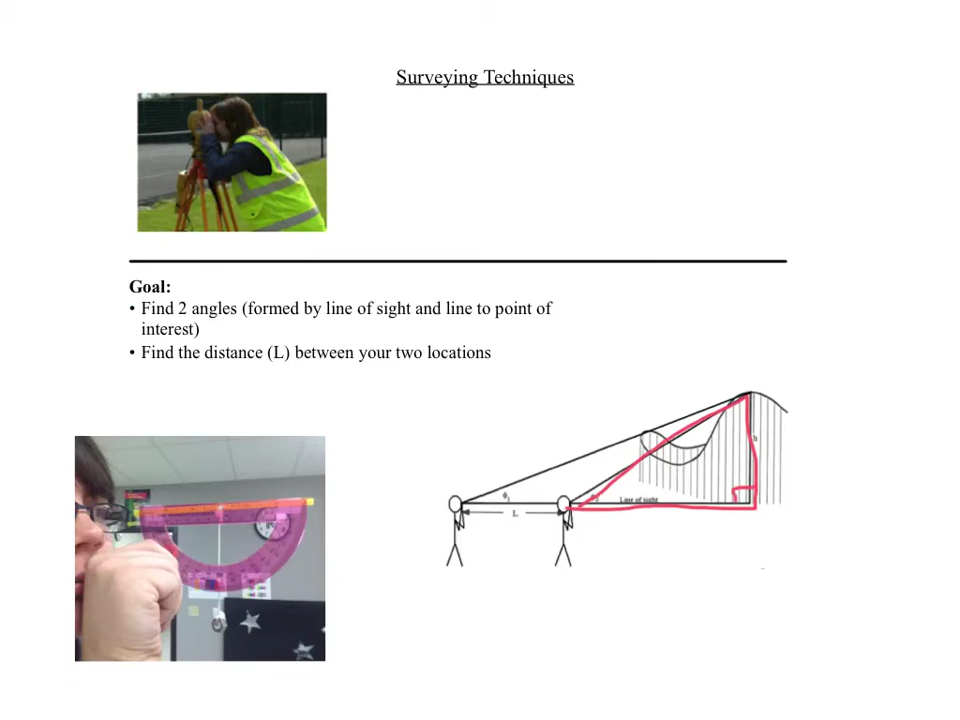 Surveying Techniques
Goal:
• Find 2 angles (formed by line of sight and line to point of
interest)
• Find the distance (L) between your two locations
h
Line of sight
L